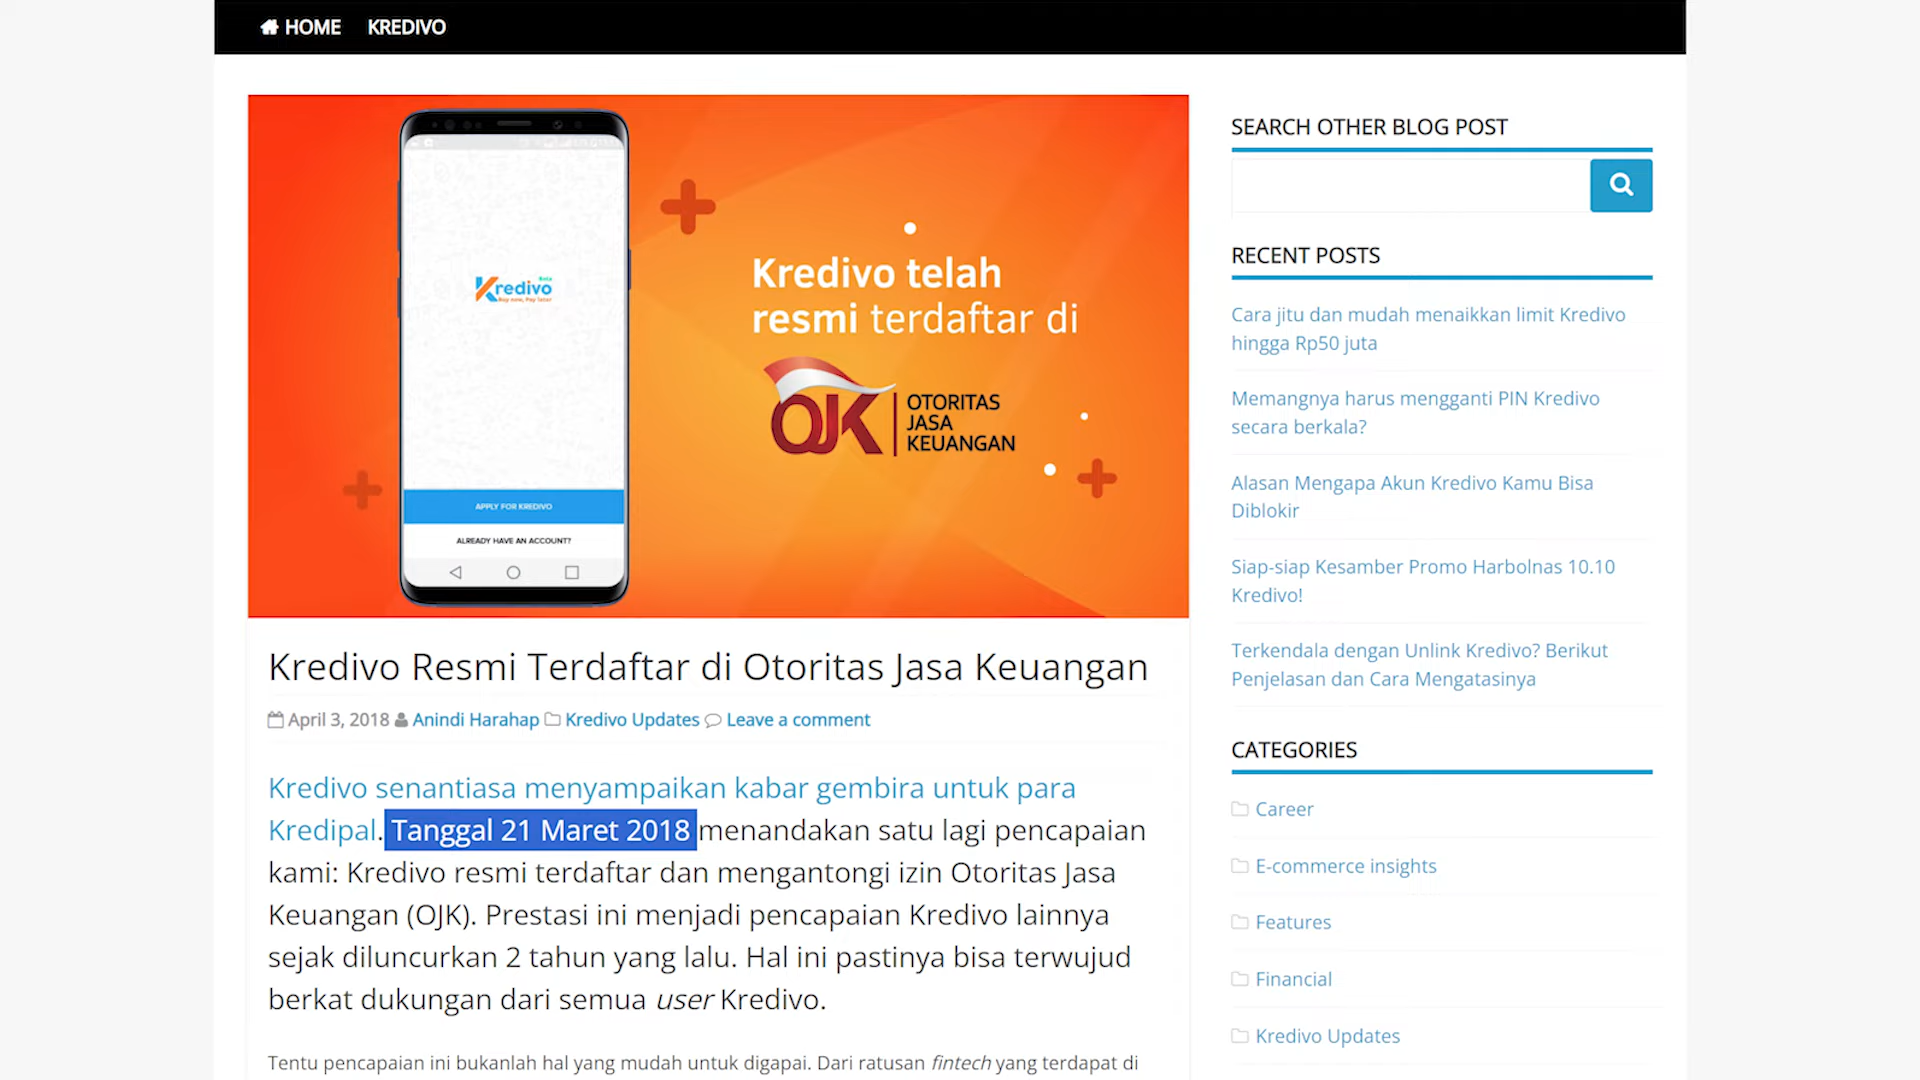 HOME KREDIVO
Kredivo
Buy now, Pay later
APPLY FOR KREDIVO
ALREADY HAVE AN ACCOUNT?
Kredivo telah
resmi terdaftar di
OJK
OTORITAS
JASA
KEUANGAN
Kredivo Resmi Terdaftar di Otoritas Jasa Keuangan
April 3, 2018 Anindi Harahap Kredivo Updates Leave a comment
Kredivo senantiasa menyampaikan kabar gembira untuk para
Kredipal. Tanggal 21 Maret 2018 menandakan satu lagi pencapaian
kami: Kredivo resmi terdaftar dan mengantongi izin Otoritas Jasa
Keuangan (OJK). Prestasi ini menjadi pencapaian Kredivo lainnya
sejak diluncurkan 2 tahun yang lalu. Hal ini pastinya bisa terwujud
berkat dukungan dari semua user Kredivo.
Tentu pencapaian ini bukanlah hal yang mudah untuk digapai. Dari ratusan fintech yang terdapat di
SEARCH OTHER BLOG POST
RECENT POSTS
Cara jitu dan mudah menaikkan limit Kredivo
hingga Rp50 juta
Memangnya harus mengganti PIN Kredivo
secara berkala?
Alasan Mengapa Akun Kredivo Kamu Bisa
Diblokir
Siap-siap Kesamber Promo Harbolnas 10.10
Kredivo!
Terkendala dengan Unlink Kredivo? Berikut
Penjelasan dan Cara Mengatasinya
CATEGORIES
Career
E-commerce insights
Features
Financial
Kredivo Updates